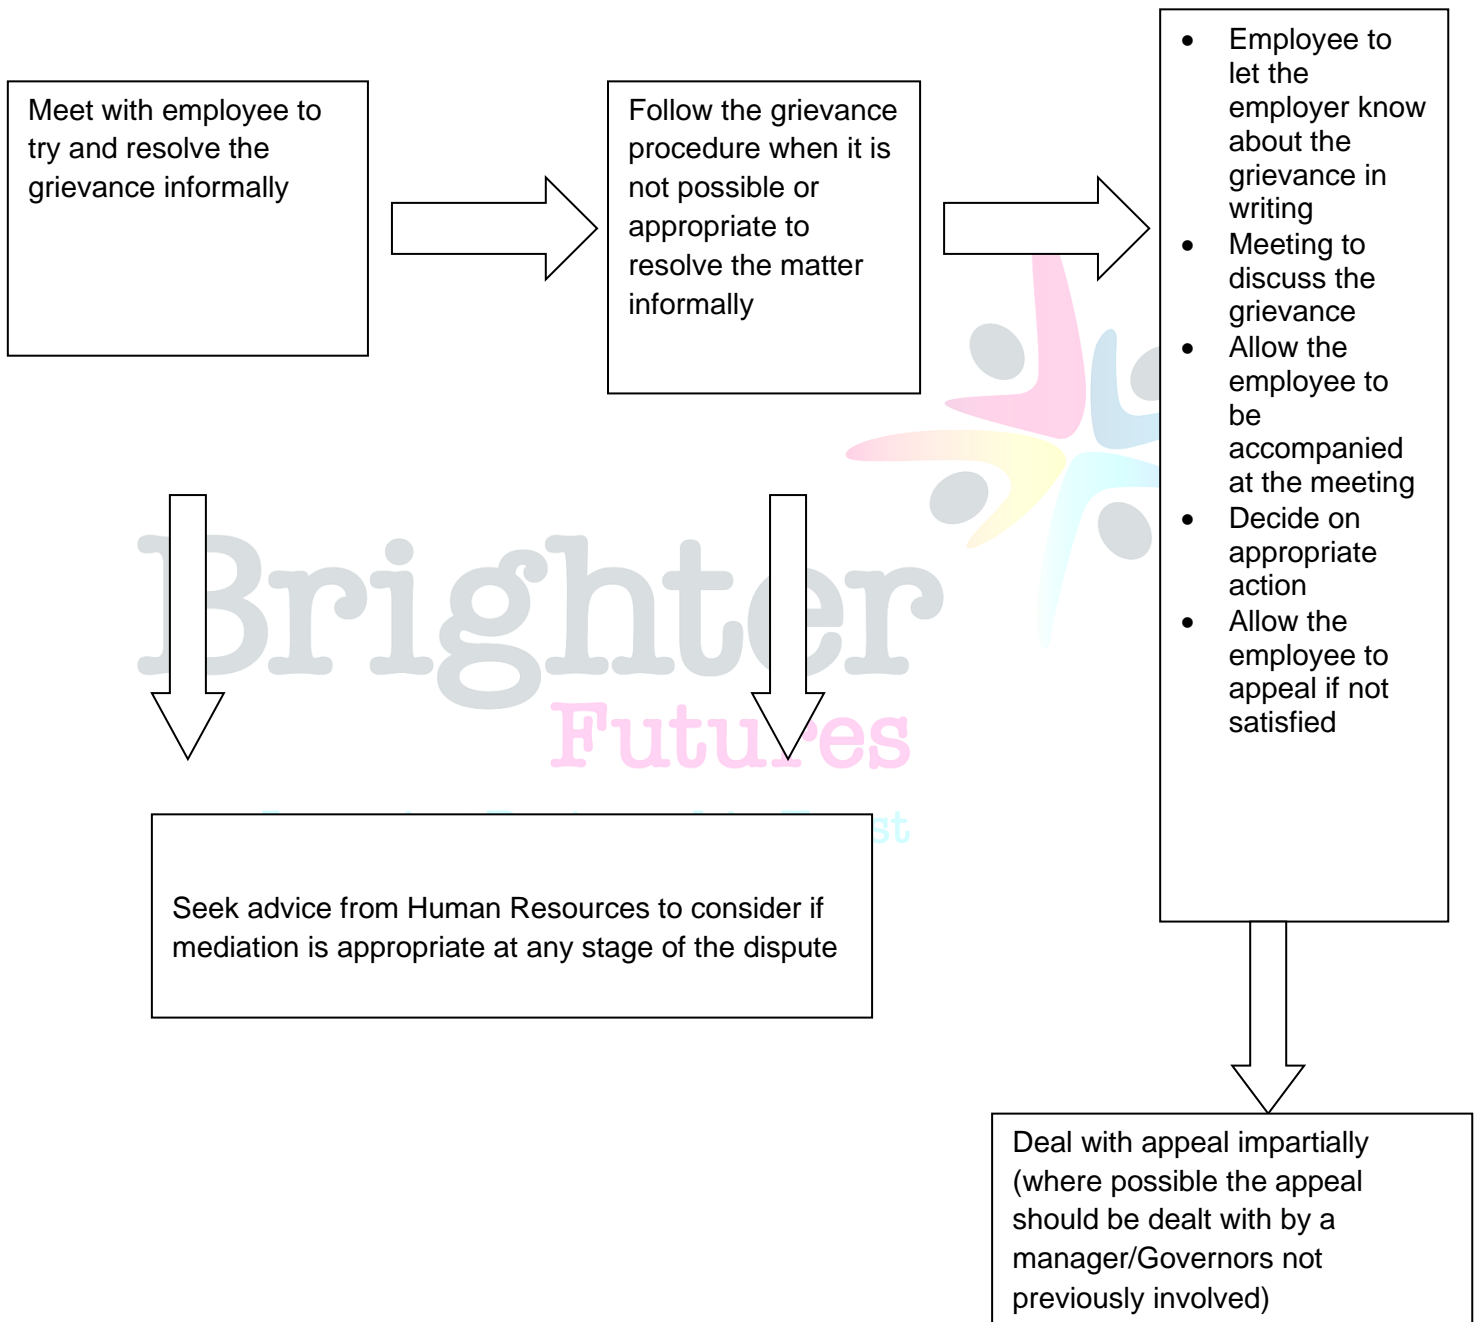 Meet with employee to
try and resolve the
grievance informally
Follow the grievance
procedure when it is
not possible or
appropriate to
resolve the matter
informally
• Employee to
let the
employer know
about the
grievance in
writing
• Meeting to
discuss the
grievance
• Allow the
employee to
be
accompanied
at the meeting
• Decide on
appropriate
action
• Allow the
employee to
appeal if not
satisfied
Brighter
Futures
Seek advice from Human Resources to consider if
mediation is appropriate at any stage of the dispute
Deal with appeal impartially
(where possible the appeal
should be dealt with by a
manager/Governors not
previously involved)